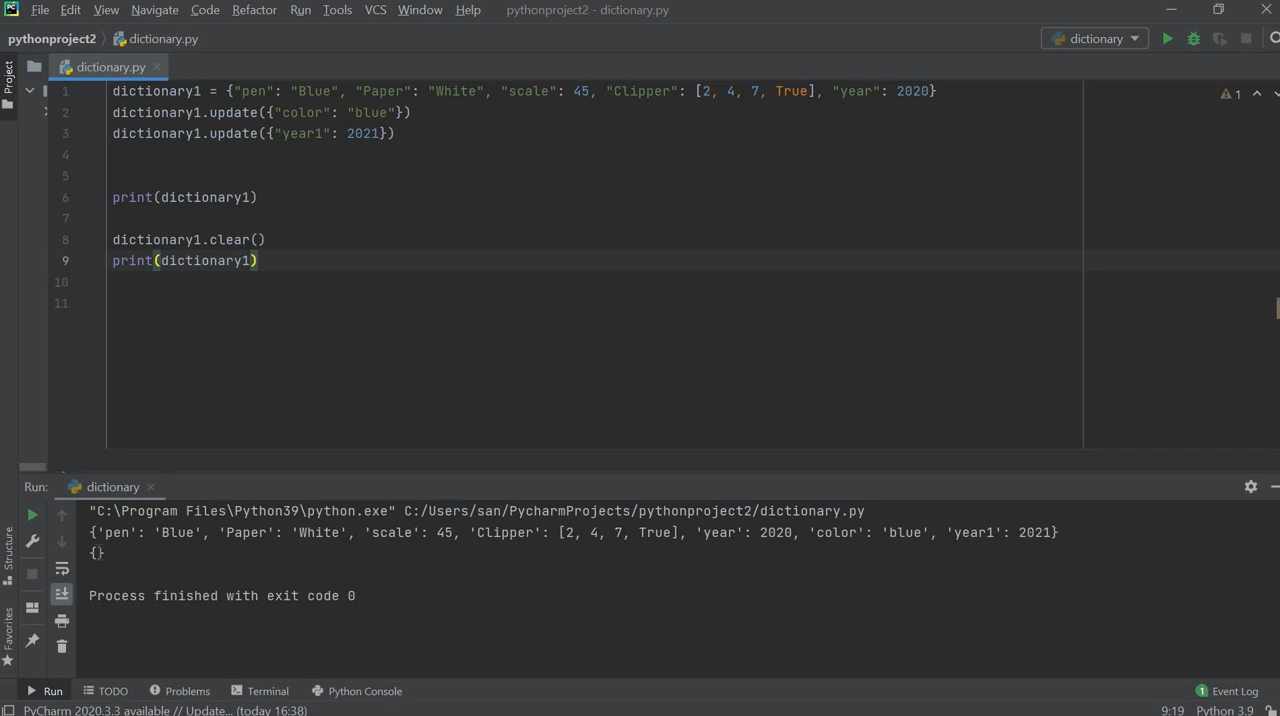 PC File Edit View Navigate Code Refactor Run Tools VCS Window Help pythonproject2 - dictionary.py
pythonproject2 dictionary.py dictionary
Project
dictionary.py
1 dictionary1 = {"pen": "Blue", "Paper": "White", "scale": 45, "Clipper": [2, 4, 7, True], "year": 2020} 1
2 dictionary1.update({"color": "blue"})
3 dictionary1.update({"year1": 2021})
4
5
6 print(dictionary1)
7
8 dictionary1.clear()
9 print(dictionary1)
10
11
Run: dictionary
"C:\Program Files\Python39\python.exe" C:/Users/san/PycharmProjects/pythonproject2/dictionary.py
{'pen': 'Blue', 'Paper': 'White', 'scale': 45, 'Clipper': [2, 4, 7, True], 'year': 2020, 'color': 'blue', 'year1': 2021}
{}
Process finished with exit code 0
Structure
Favorites
Run TODO Problems Terminal Python Console 1 Event Log
PyCharm 2020.3.3 available // Update... (today 16:38) 9:19 Python 3.9